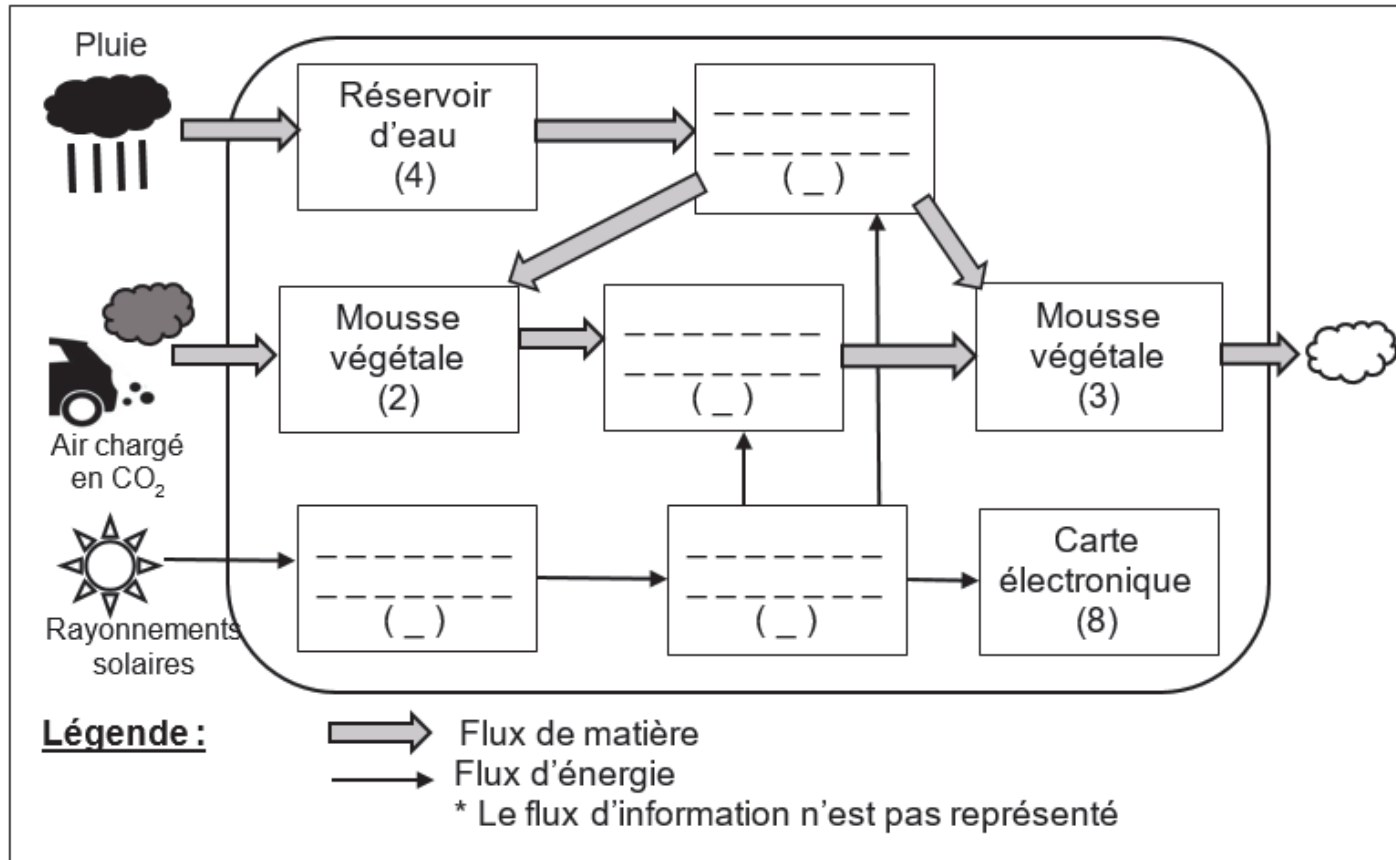 Pluie
Réservoir
d'eau
(4)
_ _ _ _ _ _ _
_ _ _ _ _ _ _
( _ )
Mousse
végétale
(2)
_ _ _ _ _ _ _
_ _ _ _ _ _ _
( _ )
Mousse
végétale
(3)
Air chargé
en CO₂
_ _ _ _ _ _ _
_ _ _ _ _ _ _
( _ )
_ _ _ _ _ _ _
_ _ _ _ _ _ _
( _ )
Carte
électronique
(8)
Rayonnements
solaires
Légende :
Flux de matière
Flux d'énergie
* Le flux d'information n'est pas représenté